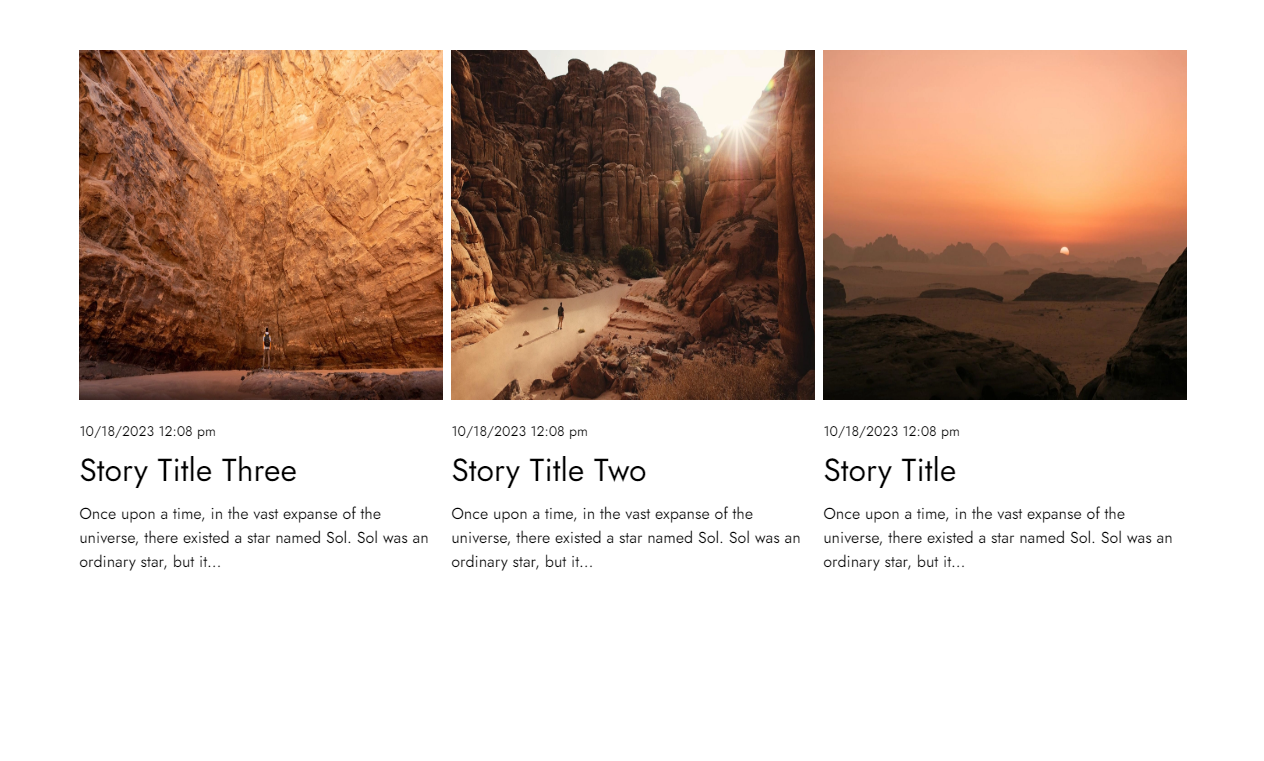 10/18/2023 12:08 pm
Story Title Three
Once upon a time, in the vast expanse of the
universe, there existed a star named Sol. Sol was an
ordinary star, but it...
10/18/2023 12:08 pm
Story Title Two
Once upon a time, in the vast expanse of the
universe, there existed a star named Sol. Sol was an
ordinary star, but it...
10/18/2023 12:08 pm
Story Title
Once upon a time, in the vast expanse of the
universe, there existed a star named Sol. Sol was an
ordinary star, but it...